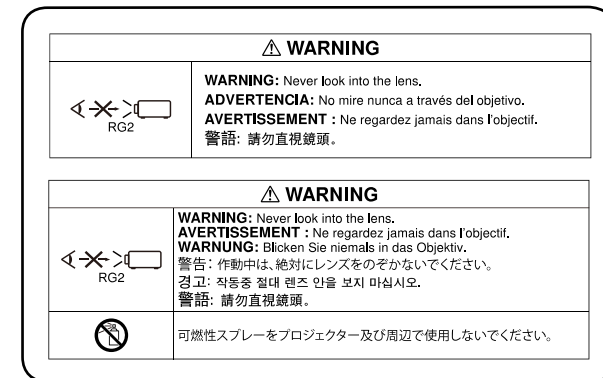 ⚠ WARNING
RG2
WARNING: Never look into the lens.
ADVERTENCIA: No mire nunca a través del objetivo.
AVERTISSEMENT : Ne regardez jamais dans l'objectif.
警語: 請勿直視鏡頭。
⚠ WARNING
RG2
WARNING: Never look into the lens.
AVERTISSEMENT : Ne regardez jamais dans l'objectif.
WARNUNG: Blicken Sie niemals in das Objektiv.
警告: 作動中は、絶対にレンズをのぞかないでください。
경고: 작동중 절대 렌즈 안을 보지 마십시오.
警語: 請勿直視鏡頭。
可燃性スプレーをプロジェクター及び周辺で使用しないでください。